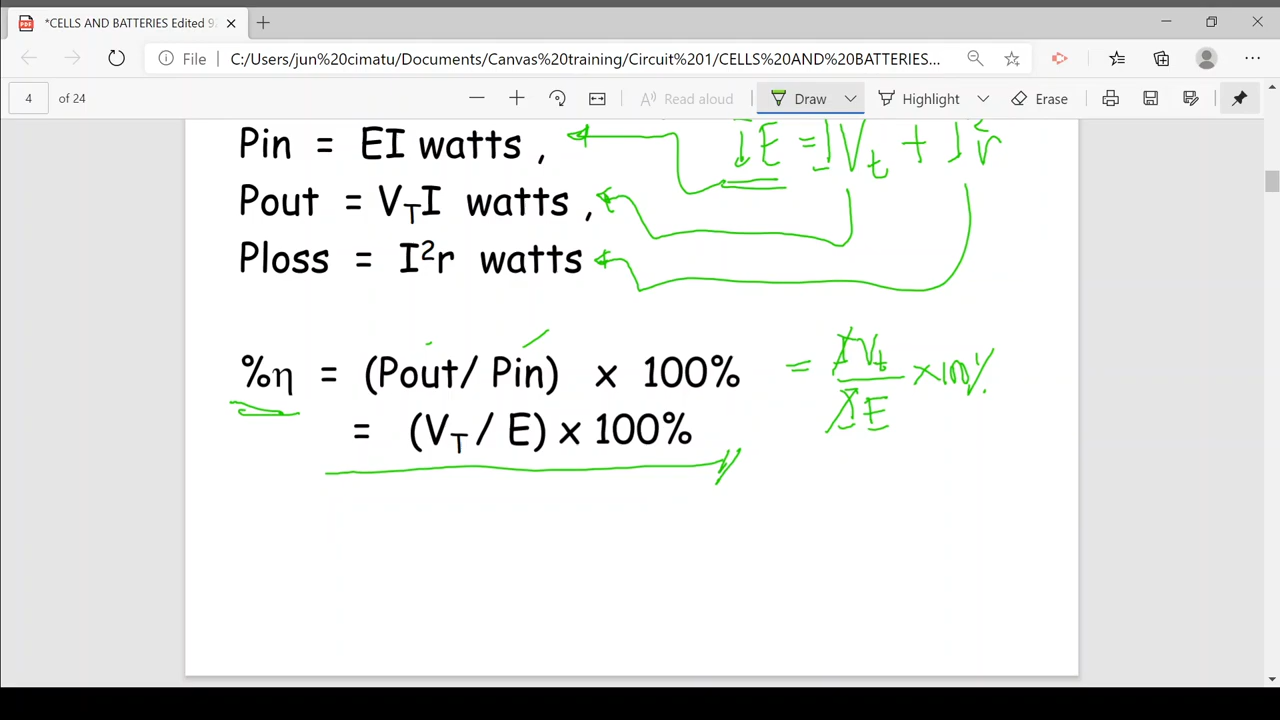 *CELLS AND BATTERIES Edited 9
File C:/Users/jun%20cimatu/Documents/Canvas%20training/Circuit%201/CELLS%20AND%20BATTERIES...
4 of 24 Read aloud Draw Highlight Erase
Pin = EI watts , IE = IVt + I²r
Pout = VTI watts ,
Ploss = I²r watts
%η = (Pout/ Pin) x 100% = IVt / IE x 100%
= (VT / E) x 100%